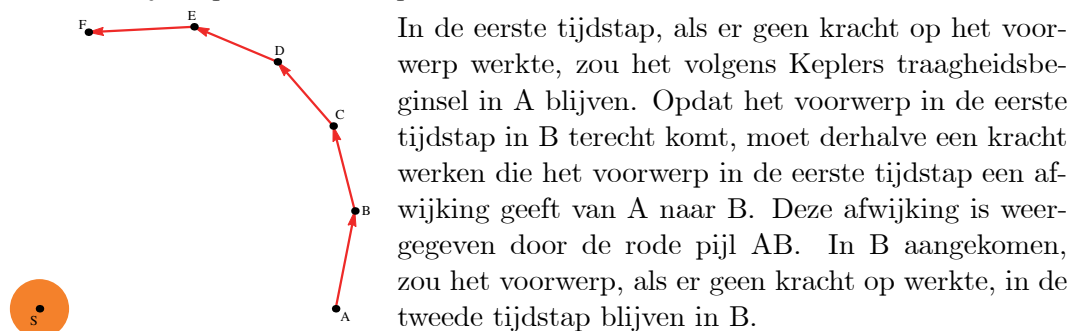 In de eerste tijdstap, als er geen kracht op het voor-
werp werkte, zou het volgens Keplers traagheidsbe-
ginsel in A blijven. Opdat het voorwerp in de eerste
tijdstap in B terecht komt, moet derhalve een kracht
werken die het voorwerp in de eerste tijdstap een af-
wijking geeft van A naar B. Deze afwijking is weer-
gegeven door de rode pijl AB. In B aangekomen,
zou het voorwerp, als er geen kracht op werkte, in de
tweede tijdstap blijven in B.
F
E
D
C
B
A
S